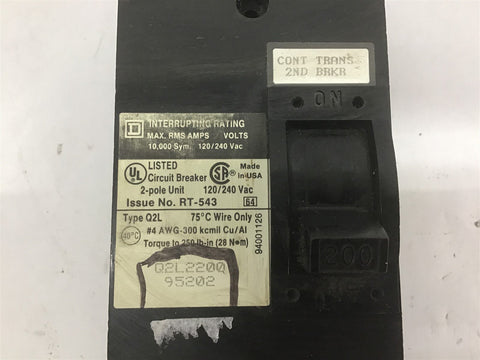 CONT TRANS
2ND BRKR
ON
INTERRUPTING RATING
MAX. RMS AMPS VOLTS
10,000 Sym. 120/240 Vac
UL LISTED SA Made
Circuit Breaker In USA
2-pole Unit 120/240 Vac
Issue No. RT-543 64
Type Q2L 75°C Wire Only
40°C #4 AWG-300 kcmil Cu/Al
Torque to 250 lb-in (28 N•m)
94001126
Q2L2200
95202
200